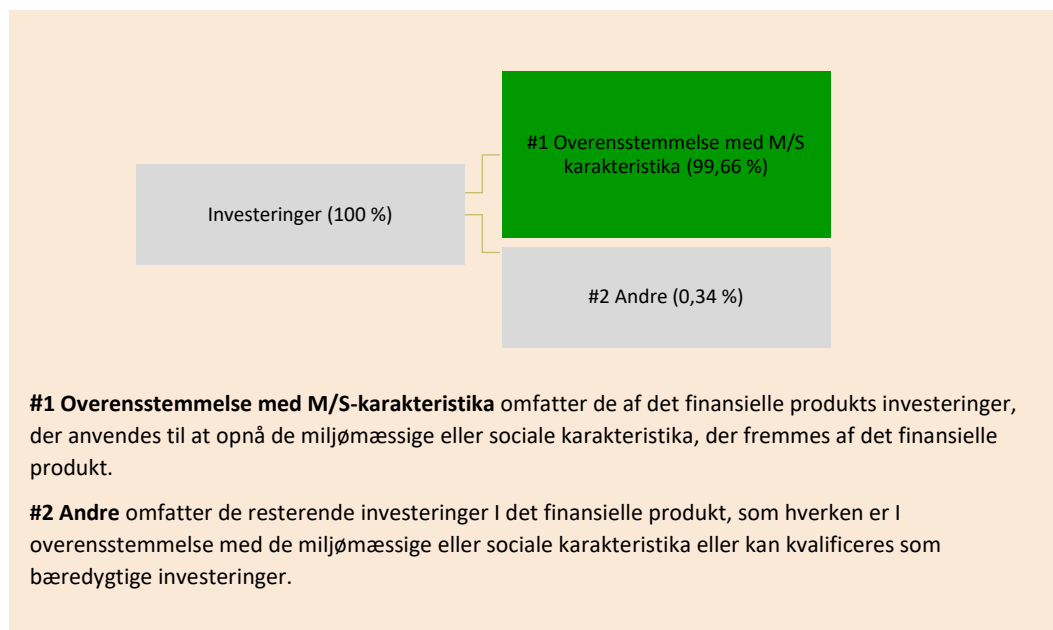 #1 Overensstemmelse med M/S
karakteristika (99,66 %)
Investeringer (100 %)
#2 Andre (0,34 %)
#1 Overensstemmelse med M/S-karakteristika omfatter de af det finansielle produkts investeringer,
der anvendes til at opnå de miljømæssige eller sociale karakteristika, der fremmes af det finansielle
produkt.
#2 Andre omfatter de resterende investeringer I det finansielle produkt, som hverken er I
overensstemmelse med de miljømæssige eller sociale karakteristika eller kan kvalificeres som
bæredygtige investeringer.